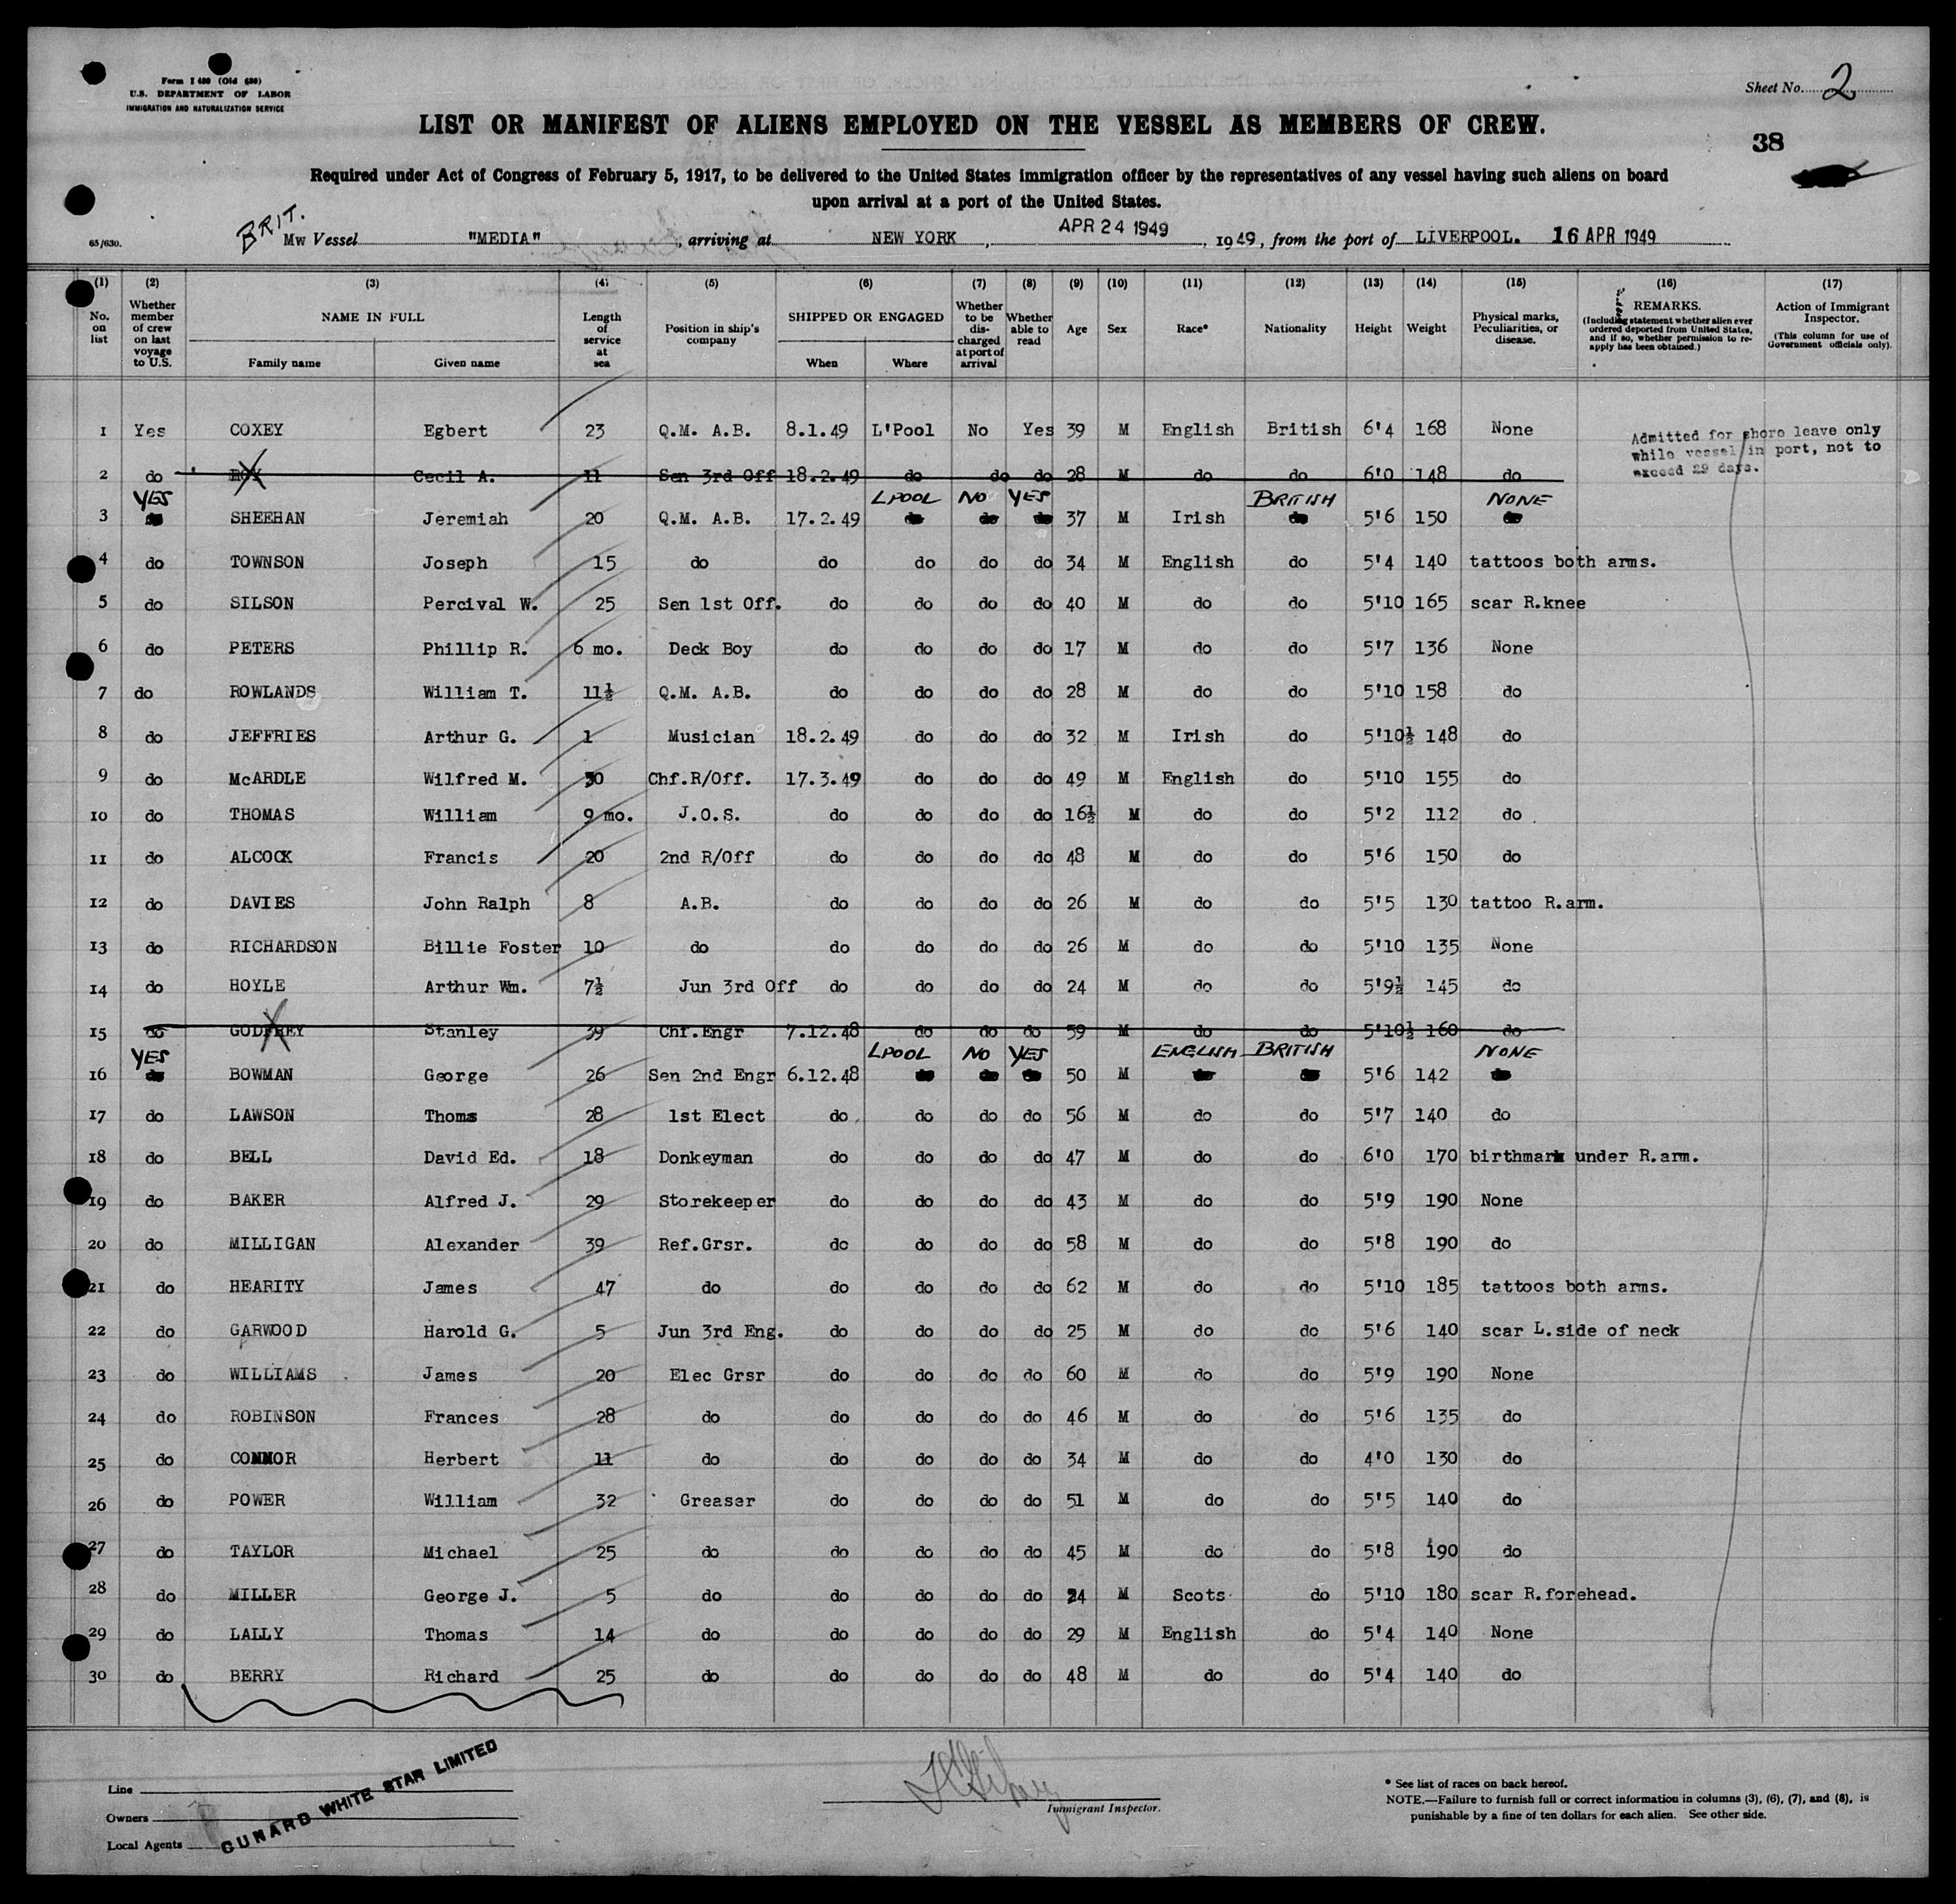 Form I 480 (Old 680)
U.S. DEPARTMENT OF LABOR
IMMIGRATION AND NATURALIZATION SERVICE
Sheet No. 2
LIST OR MANIFEST OF ALIENS EMPLOYED ON THE VESSEL AS MEMBERS OF CREW.
38
Required under Act of Congress of February 5, 1917, to be delivered to the United States immigration officer by the representatives of any vessel having such aliens on board
upon arrival at a port of the United States.
65/630. BRIT. Mw Vessel "MEDIA", arriving at NEW YORK, APR 24 1949, 1949, from the port of LIVERPOOL. 16 APR 1949
(1) No. on list
(2) Whether member of crew on last voyage to U.S.
(3) NAME IN FULL Family name Given name
(4) Length of service at sea
(5) Position in ship's company
(6) SHIPPED OR ENGAGED When Where
(7) Whether to be discharged at port of arrival
(8) Whether able to read
(9) Age
(10) Sex
(11) Race*
(12) Nationality
(13) Height
(14) Weight
(15) Physical marks, Peculiarities, or disease.
(16) REMARKS. (Including statement whether alien ever ordered deported from United States, and if so, whether permission to re-apply has been obtained.)
(17) Action of Immigrant Inspector. (This column for use of Government officials only).
1 Yes COXEY Egbert 23 Q.M. A.B. 8.1.49 L'Pool No Yes 39 M English British 6'4 168 None
Admitted for shore leave only
while vessel in port, not to
exceed 29 days.
2 do ROY Cecil A. 11 Sen 3rd Off 18.2.49 do do do 28 M do do 6'0 148 do
YES LPOOL NO YES BRITISH NONE
3 SHEEHAN Jeremiah 20 Q.M. A.B. 17.2.49 do do do 37 M Irish do 5'6 150 do
4 do TOWNSON Joseph 15 do do do do do 34 M English do 5'4 140 tattoos both arms.
5 do SILSON Percival W. 25 Sen 1st Off. do do do do 40 M do do 5'10 165 scar R.knee
6 do PETERS Phillip R. 6 mo. Deck Boy do do do do 17 M do do 5'7 136 None
7 do ROWLANDS William T. 11½ Q.M. A.B. do do do do 28 M do do 5'10 158 do
8 do JEFFRIES Arthur G. 1 Musician 18.2.49 do do do 32 M Irish do 5'10½ 148 do
9 do McARDLE Wilfred M. 30 Chf.R/Off. 17.3.49 do do do 49 M English do 5'10 155 do
10 do THOMAS William 9 mo. J.O.S. do do do do 16½ M do do 5'2 112 do
11 do ALCOCK Francis 20 2nd R/Off do do do do 48 M do do 5'6 150 do
12 do DAVIES John Ralph 8 A.B. do do do do 26 M do do 5'5 130 tattoo R.arm.
13 do RICHARDSON Billie Foster 10 do do do do do 26 M do do 5'10 135 None
14 do HOYLE Arthur Wm. 7½ Jun 3rd Off do do do do 24 M do do 5'9½ 145 do
15 do GODFREY Stanley 39 Chf.Engr 7.12.48 do do do 59 M do do 5'10½ 160 do
YES LPOOL NO YES ENGLISH BRITISH NONE
16 BOWMAN George 26 Sen 2nd Engr 6.12.48 50 M 5'6 142
17 do LAWSON Thoms 28 1st Elect do do do do 56 M do do 5'7 140 do
18 do BELL David Ed. 18 Donkeyman do do do do 47 M do do 6'0 170 birthmark under R.arm.
19 do BAKER Alfred J. 29 Storekeeper do do do do 43 M do do 5'9 190 None
20 do MILLIGAN Alexander 39 Ref.Grsr. do do do do 58 M do do 5'8 190 do
21 do HEARITY James 47 do do do do do 62 M do do 5'10 185 tattoos both arms.
22 do GARWOOD Harold G. 5 Jun 3rd Eng. do do do do 25 M do do 5'6 140 scar L.side of neck
23 do WILLIAMS James 20 Elec Grsr do do do do 60 M do do 5'9 190 None
24 do ROBINSON Frances 28 do do do do do 46 M do do 5'6 135 do
25 do CONNOR Herbert 11 do do do do do 34 M do do 4'0 130 do
26 do POWER William 32 Greaser do do do do 51 M do do 5'5 140 do
27 do TAYLOR Michael 25 do do do do do 45 M do do 5'8 190 do
28 do MILLER George J. 5 do do do do do 24 M Scots do 5'10 180 scar R.forehead.
29 do LALLY Thomas 14 do do do do do 29 M English do 5'4 140 None
30 do BERRY Richard 25 do do do do do 48 M do do 5'4 140 do
Line
Owners
Local Agents
CUNARD WHITE STAR LIMITED
Immigrant Inspector.
* See list of races on back hereof.
NOTE.—Failure to furnish full or correct information in columns (3), (6), (7), and (8), is
punishable by a fine of ten dollars for each alien. See other side.